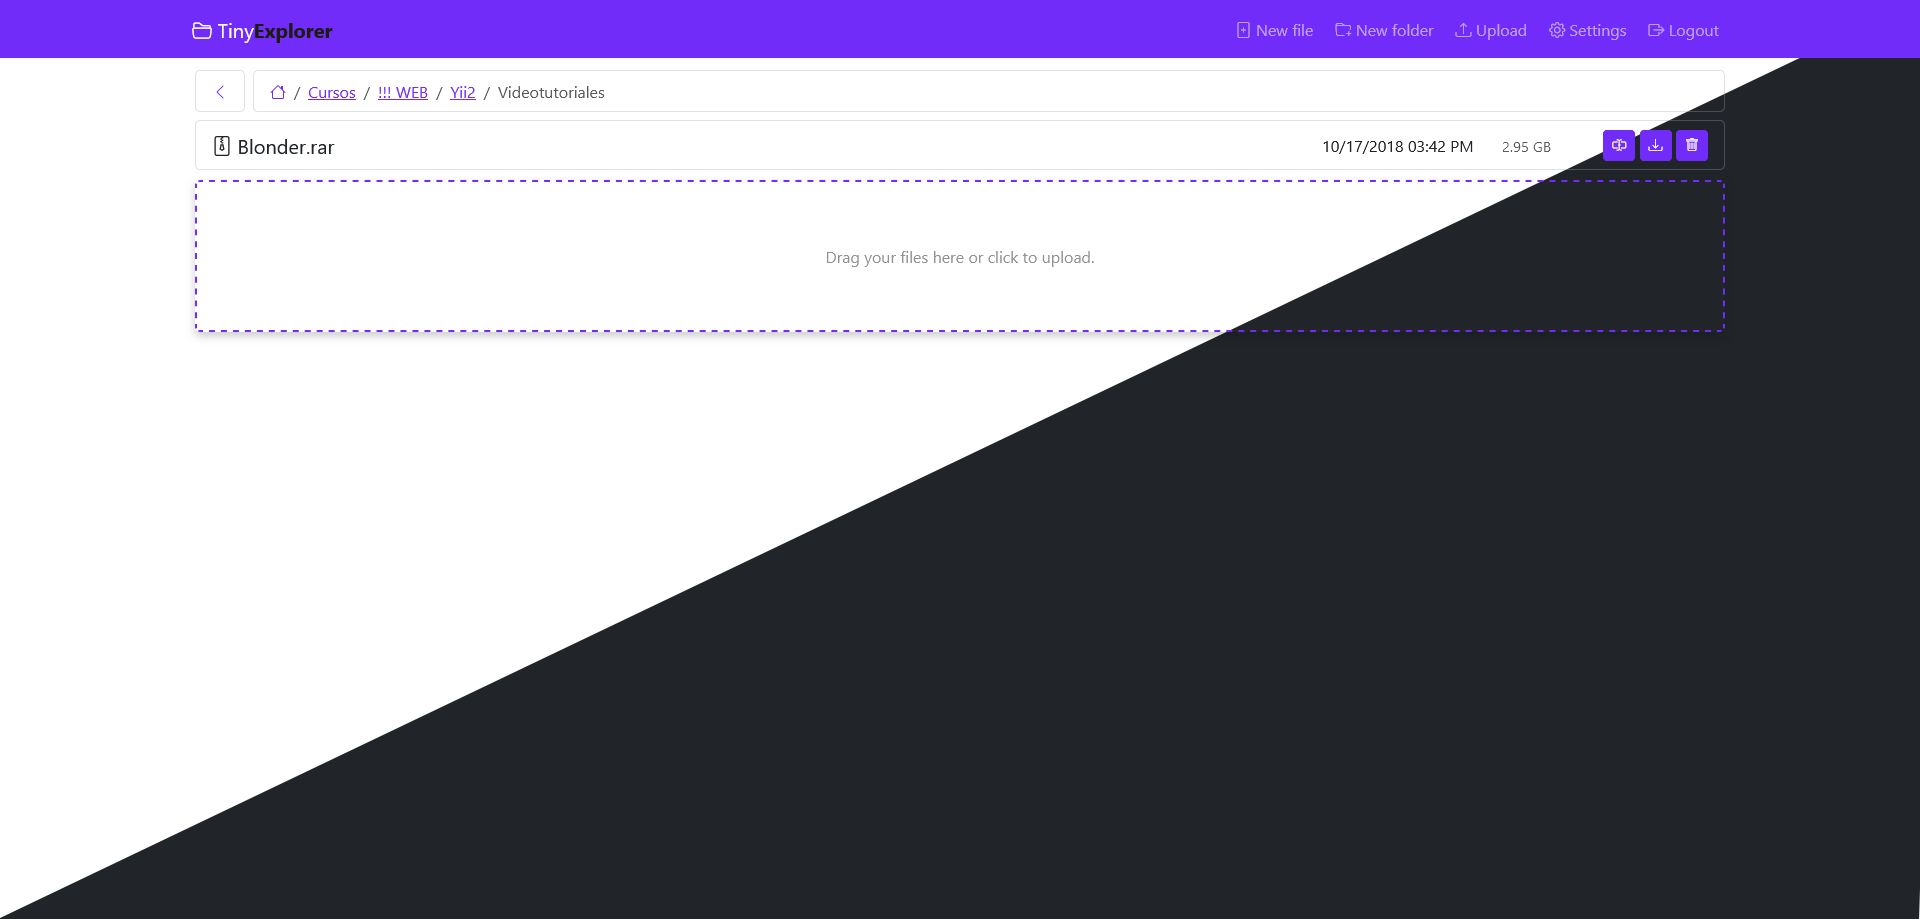 TinyExplorer New file New folder Upload Settings Logout
/ Cursos / !!! WEB / Yii2 / Videotutoriales
Blonder.rar 10/17/2018 03:42 PM 2.95 GB
Drag your files here or click to upload.